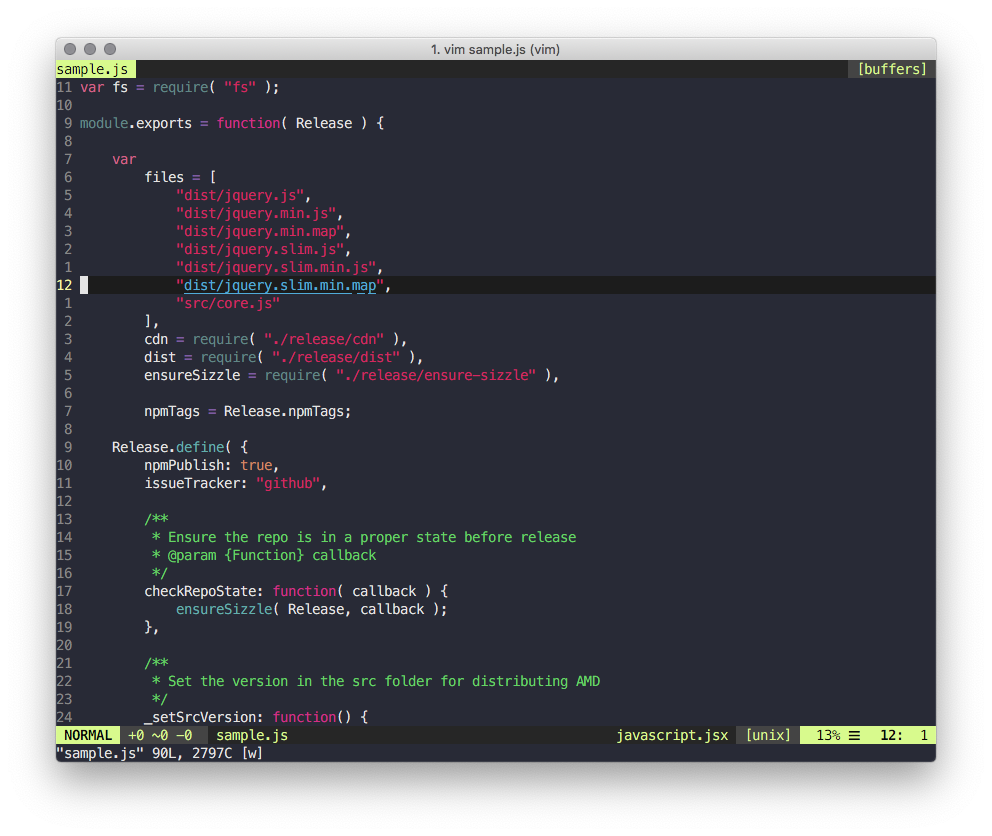 1. vim sample.js (vim)
sample.js [buffers]
11 var fs = require( "fs" );
10
9 module.exports = function( Release ) {
8
7     var
6         files = [
5             "dist/jquery.js",
4             "dist/jquery.min.js",
3             "dist/jquery.min.map",
2             "dist/jquery.slim.js",
1             "dist/jquery.slim.min.js",
12             "dist/jquery.slim.min.map",
1             "src/core.js"
2         ],
3         cdn = require( "./release/cdn" ),
4         dist = require( "./release/dist" ),
5         ensureSizzle = require( "./release/ensure-sizzle" ),
6
7         npmTags = Release.npmTags;
8
9     Release.define( {
10         npmPublish: true,
11         issueTracker: "github",
12
13         /**
14          * Ensure the repo is in a proper state before release
15          * @param {Function} callback
16          */
17         checkRepoState: function( callback ) {
18             ensureSizzle( Release, callback );
19         },
20
21         /**
22          * Set the version in the src folder for distributing AMD
23          */
24         _setSrcVersion: function() {
NORMAL +0 ~0 -0 sample.js javascript.jsx [unix] 13% ☰ 12: 1
"sample.js" 90L, 2797C [w]